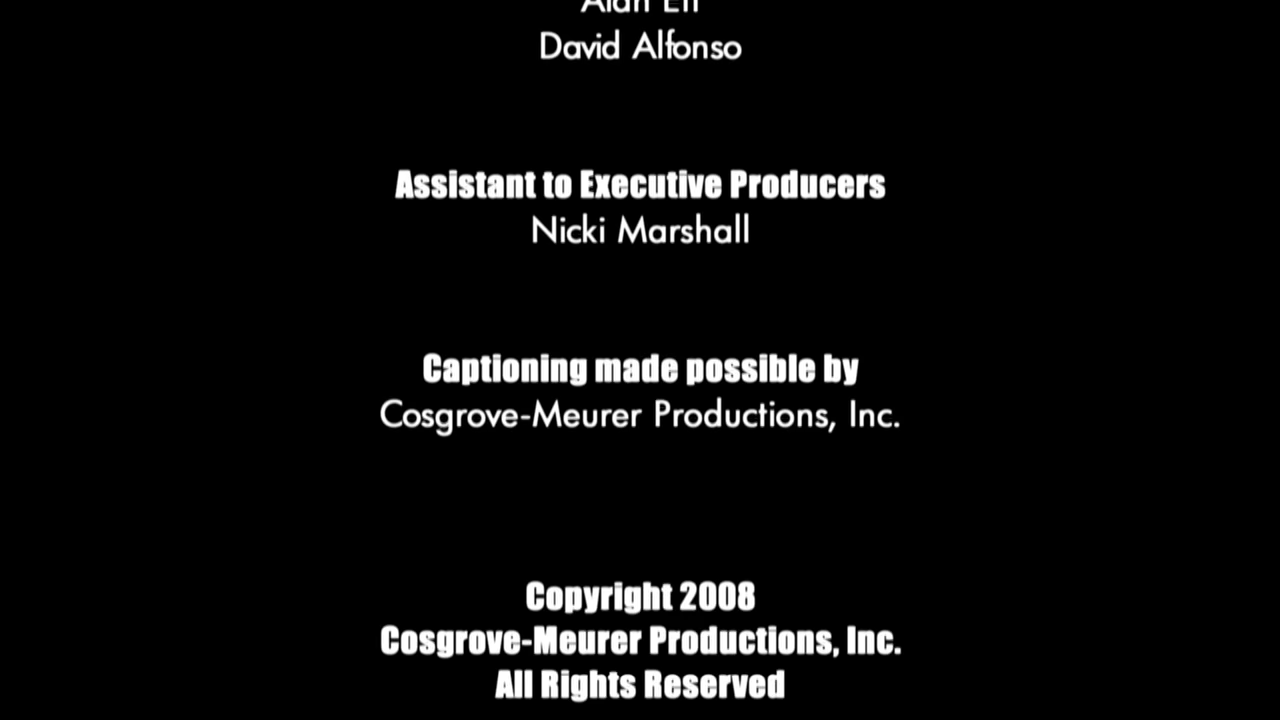 David Alfonso
Assistant to Executive Producers
Nicki Marshall
Captioning made possible by
Cosgrove-Meurer Productions, Inc.
Copyright 2008
Cosgrove-Meurer Productions, Inc.
All Rights Reserved